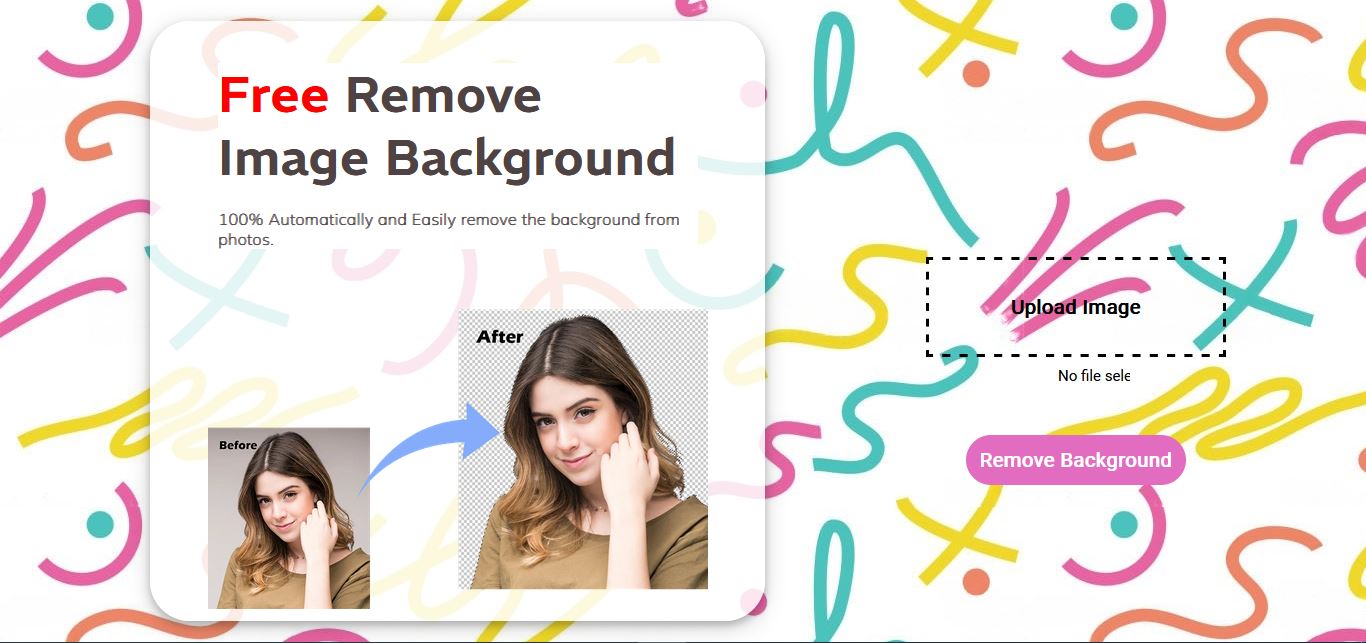 Free Remove
Image Background
100% Automatically and Easily remove the background from
photos.
After
Before
Upload Image
No file sele
Remove Background